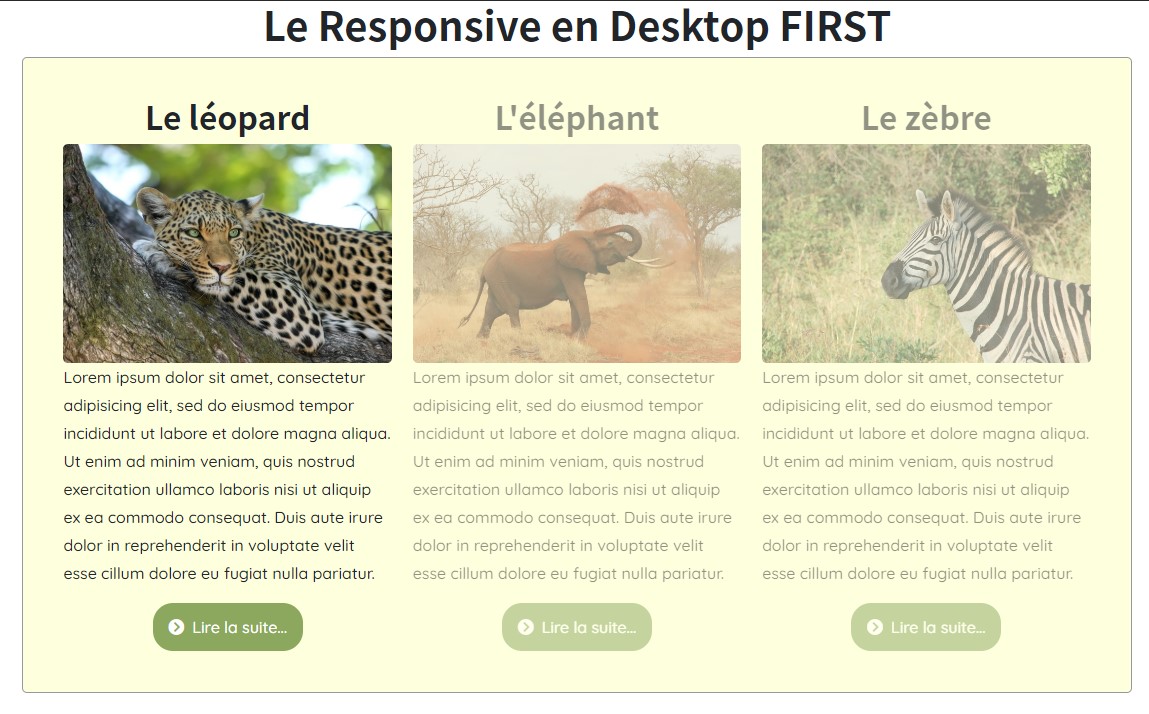 Le Responsive en Desktop FIRST
Le léopard
Lorem ipsum dolor sit amet, consectetur
adipisicing elit, sed do eiusmod tempor
incididunt ut labore et dolore magna aliqua.
Ut enim ad minim veniam, quis nostrud
exercitation ullamco laboris nisi ut aliquip
ex ea commodo consequat. Duis aute irure
dolor in reprehenderit in voluptate velit
esse cillum dolore eu fugiat nulla pariatur.
Lire la suite...
L'éléphant
Lorem ipsum dolor sit amet, consectetur
adipisicing elit, sed do eiusmod tempor
incididunt ut labore et dolore magna aliqua.
Ut enim ad minim veniam, quis nostrud
exercitation ullamco laboris nisi ut aliquip
ex ea commodo consequat. Duis aute irure
dolor in reprehenderit in voluptate velit
esse cillum dolore eu fugiat nulla pariatur.
Lire la suite...
Le zèbre
Lorem ipsum dolor sit amet, consectetur
adipisicing elit, sed do eiusmod tempor
incididunt ut labore et dolore magna aliqua.
Ut enim ad minim veniam, quis nostrud
exercitation ullamco laboris nisi ut aliquip
ex ea commodo consequat. Duis aute irure
dolor in reprehenderit in voluptate velit
esse cillum dolore eu fugiat nulla pariatur.
Lire la suite...